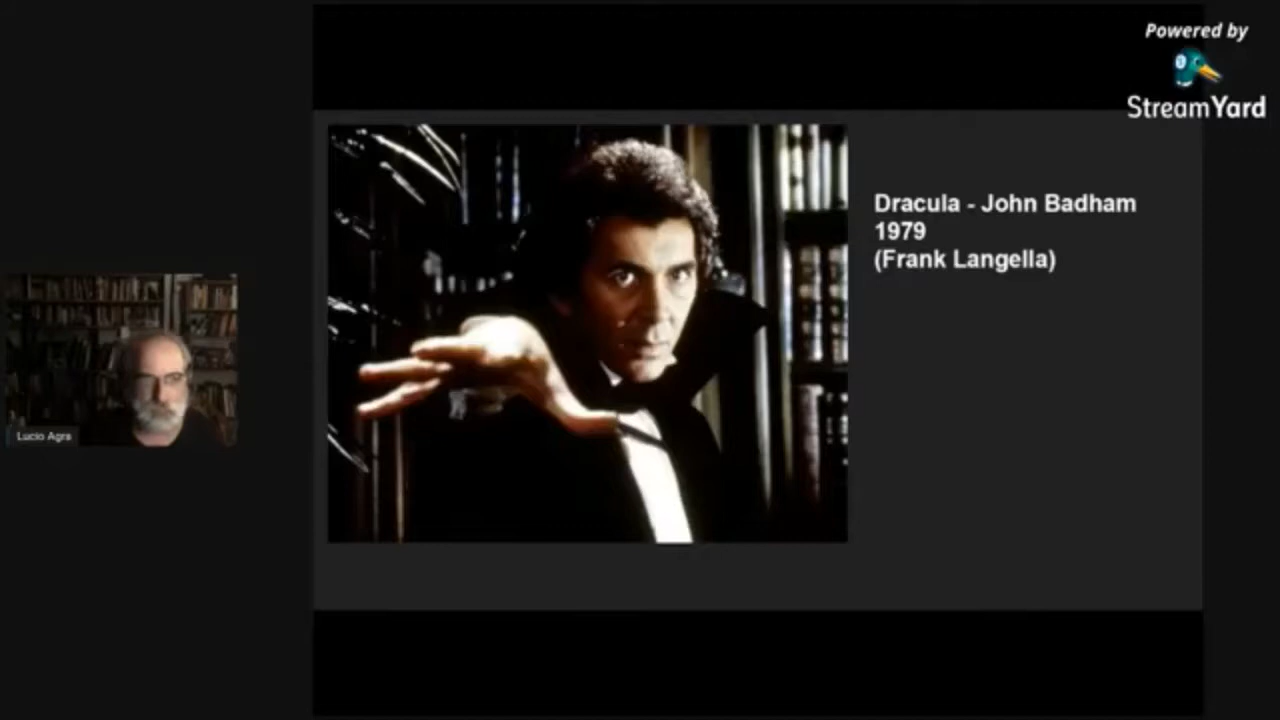 Powered by
StreamYard
Dracula - John Badham
1979
(Frank Langella)
Lucio Agra